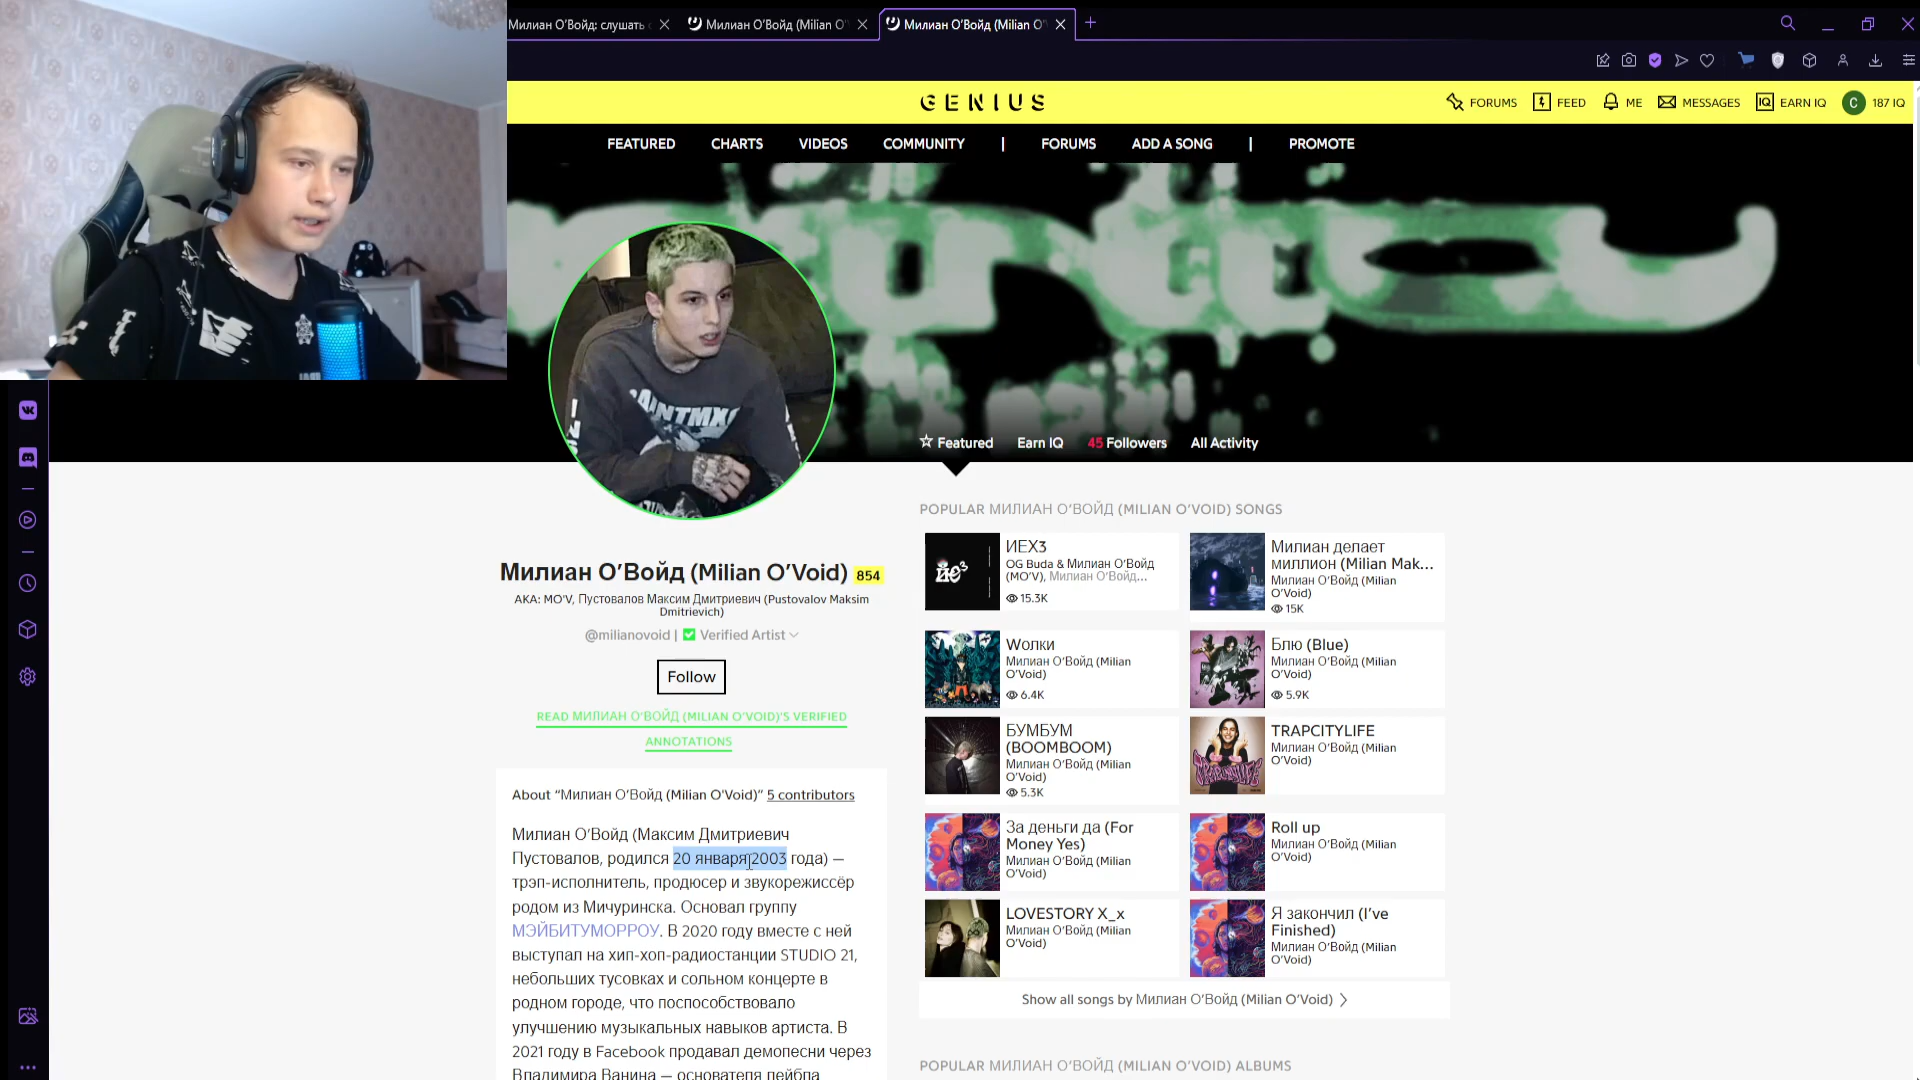 Милиан О'Войд: слушать
Милиан О'Войд (Milian O'
Милиан О'Войд (Milian O'
GENIUS
FORUMS
FEED
ME
MESSAGES
EARN IQ
C
187 IQ
FEATURED
CHARTS
VIDEOS
COMMUNITY
|
FORUMS
ADD A SONG
|
PROMOTE
Featured
Earn IQ
45 Followers
All Activity
Милиан О'Войд (Milian O'Void) 854
AKA: MO'V, Пустовалов Максим Дмитриевич (Pustovalov Maksim
Dmitrievich)
@milianovoid | Verified Artist
Follow
READ МИЛИАН О'ВОЙД (MILIAN O'VOID)'S VERIFIED
ANNOTATIONS
About “Милиан О'Войд (Milian O'Void)” 5 contributors
Милиан О'Войд (Максим Дмитриевич
Пустовалов, родился 20 января 2003 года) —
трэп-исполнитель, продюсер и звукорежиссёр
родом из Мичуринска. Основал группу
МЭЙБИТУМОРРОУ. В 2020 году вместе с ней
выступал на хип-хоп-радиостанции STUDIO 21,
небольших тусовках и сольном концерте в
родном городе, что поспособствовало
улучшению музыкальных навыков артиста. В
2021 году в Facebook продавал демопесни через
Владимира Ванина — основателя лейбла
POPULAR МИЛИАН О'ВОЙД (MILIAN O'VOID) SONGS
ИЕХ3
OG Buda & Милиан О'Войд
(MO'V), Милиан О'Войд...
15.3K
Милиан делает
миллион (Milian Mak...
Милиан О'Войд (Milian
O'Void)
15K
Wолки
Милиан О'Войд (Milian
O'Void)
6.4K
Блю (Blue)
Милиан О'Войд (Milian
O'Void)
5.9K
БУМБУМ
(BOOMBOOM)
Милиан О'Войд (Milian
O'Void)
5.3K
TRAPCITYLIFE
Милиан О'Войд (Milian
O'Void)
За деньги да (For
Money Yes)
Милиан О'Войд (Milian
O'Void)
Roll up
Милиан О'Войд (Milian
O'Void)
LOVESTORY X_x
Милиан О'Войд (Milian
O'Void)
Я закончил (I've
Finished)
Милиан О'Войд (Milian
O'Void)
Show all songs by Милиан О'Войд (Milian O'Void)
POPULAR МИЛИАН О'ВОЙД (MILIAN O'VOID) ALBUMS